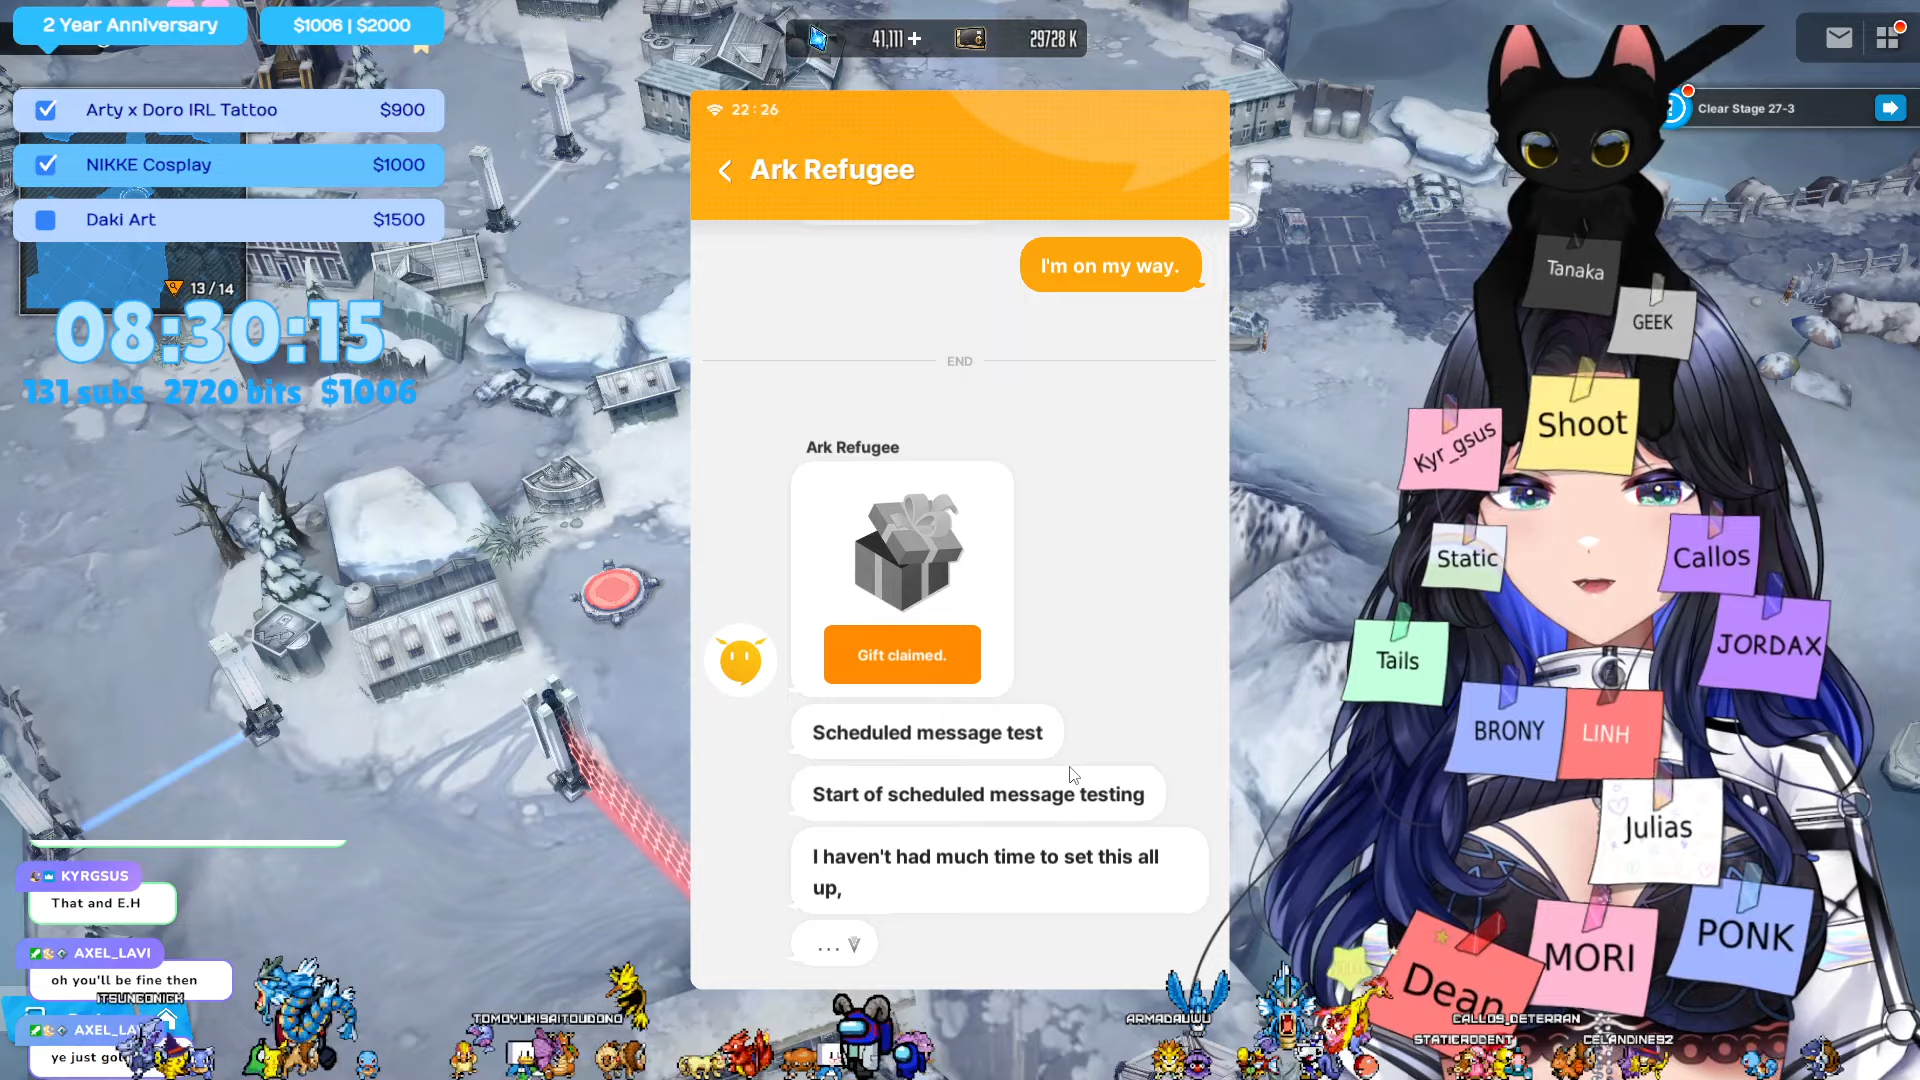 2 Year Anniversary
$1006 | $2000
Arty x Doro IRL Tattoo $900
NIKKE Cosplay $1000
Daki Art $1500
13 / 14
08:30:15
131 subs 2720 bits $1006
41,111 +
29728 K
22 : 26
Ark Refugee
I'm on my way.
END
Ark Refugee
Gift claimed.
Scheduled message test
Start of scheduled message testing
I haven't had much time to set this all
up,
...
Clear Stage 27-3
Tanaka
GEEK
Shoot
Kyr_gsus
Static
Callos
Tails
JORDAX
BRONY
LINH
Julias
PONK
MORI
Dean
KYRGSUS
That and E.H
AXEL_LAVI
oh you'll be fine then
ITSUNGONICK
AXEL_LAVI
ye just got
TOMOYUKISAITOUDONO
ARMADAUWU
CALLOS_DETERRAN
STATICRODENT
CELANDINE92